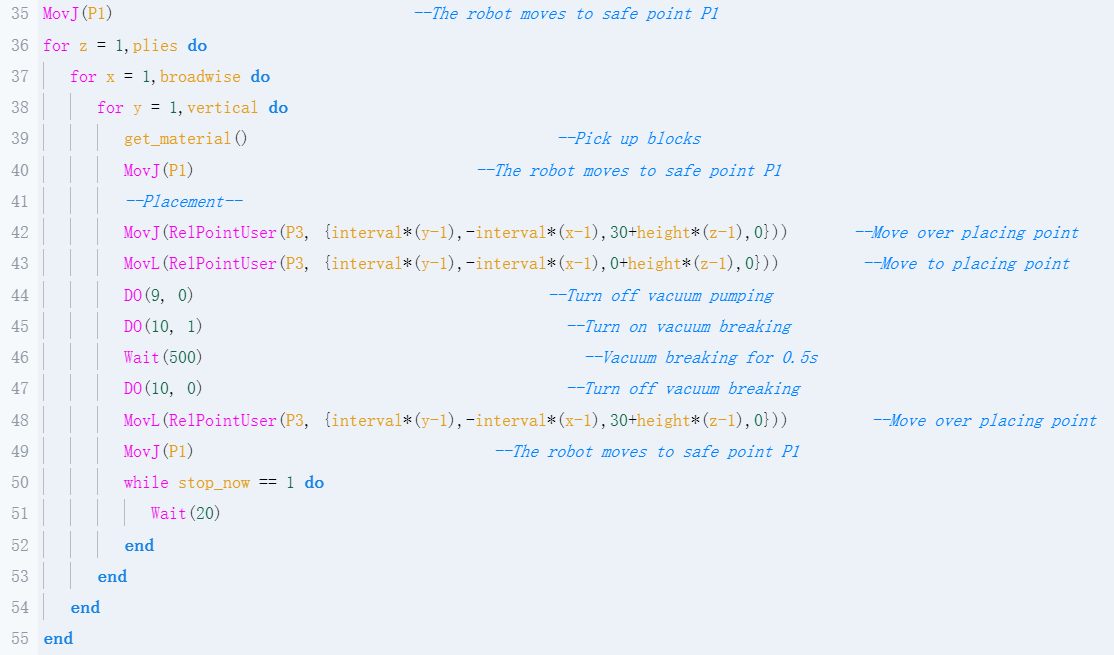 35 MovJ(P1) --The robot moves to safe point P1
36 for z = 1,plies do
37 for x = 1,broadwise do
38 for y = 1,vertical do
39 get_material() --Pick up blocks
40 MovJ(P1) --The robot moves to safe point P1
41 --Placement--
42 MovJ(RelPointUser(P3, {interval*(y-1),-interval*(x-1),30+height*(z-1),0})) --Move over placing point
43 MovL(RelPointUser(P3, {interval*(y-1),-interval*(x-1),0+height*(z-1),0})) --Move to placing point
44 DO(9, 0) --Turn off vacuum pumping
45 DO(10, 1) --Turn on vacuum breaking
46 Wait(500) --Vacuum breaking for 0.5s
47 DO(10, 0) --Turn off vacuum breaking
48 MovL(RelPointUser(P3, {interval*(y-1),-interval*(x-1),30+height*(z-1),0})) --Move over placing point
49 MovJ(P1) --The robot moves to safe point P1
50 while stop_now == 1 do
51 Wait(20)
52 end
53 end
54 end
55 end